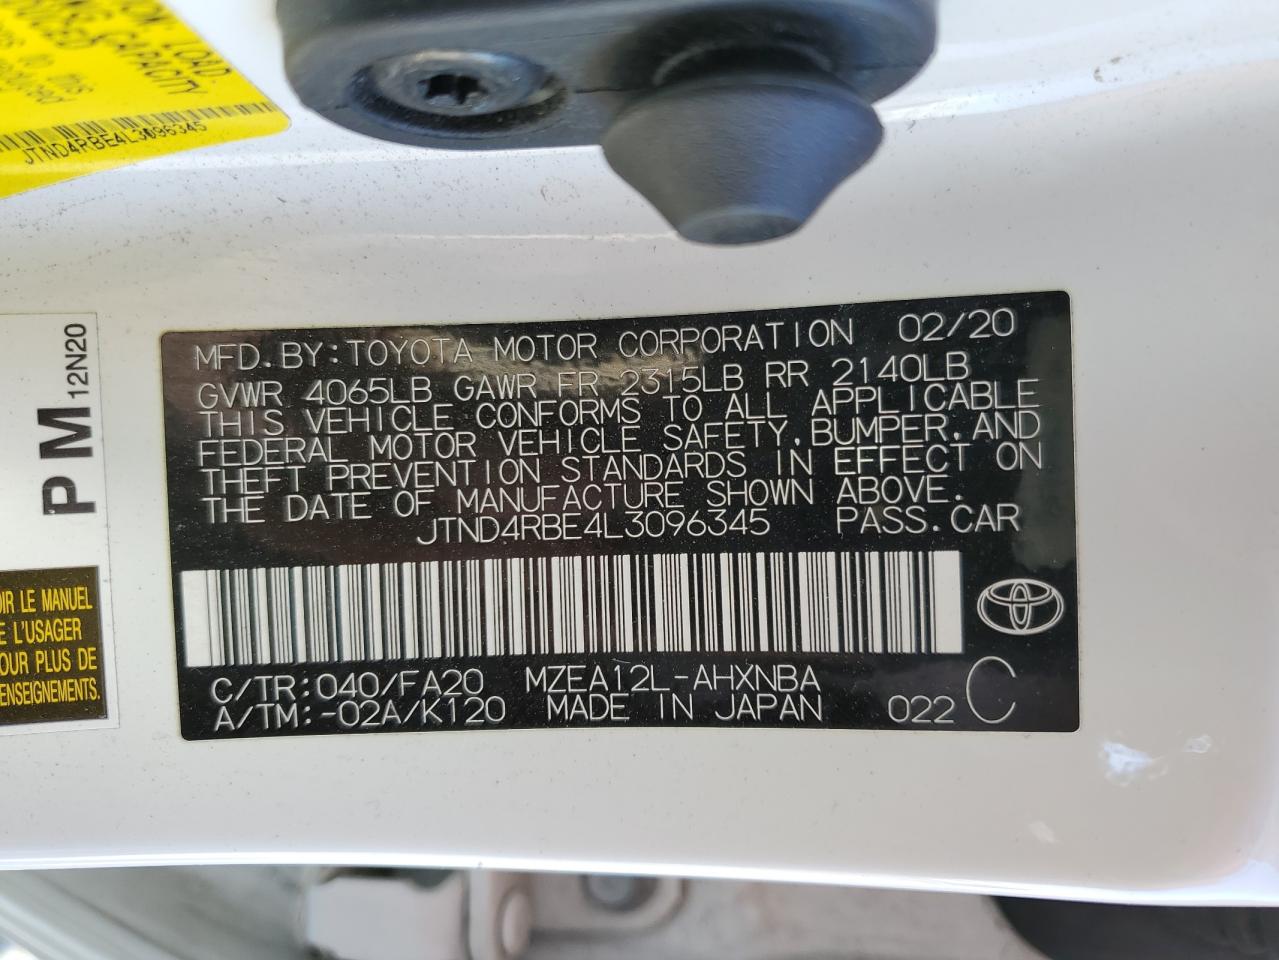 LOAD
CAPACITY
this
JTND4RBE4L3096345
PM
12N20
LE MANUEL
L'USAGER
PLUS DE
MFD.BY:TOYOTA MOTOR CORPORATION 02/20
GVWR 4065LB GAWR FR 2315LB RR 2140LB
THIS VEHICLE CONFORMS TO ALL APPLICABLE
FEDERAL MOTOR VEHICLE SAFETY,BUMPER,AND
THEFT PREVENTION STANDARDS IN EFFECT ON
THE DATE OF MANUFACTURE SHOWN ABOVE.
JTND4RBE4L3096345 PASS.CAR
C/TR:040/FA20 MZEA12L-AHXNBA
A/TM:-02A/K120 MADE IN JAPAN 022 C